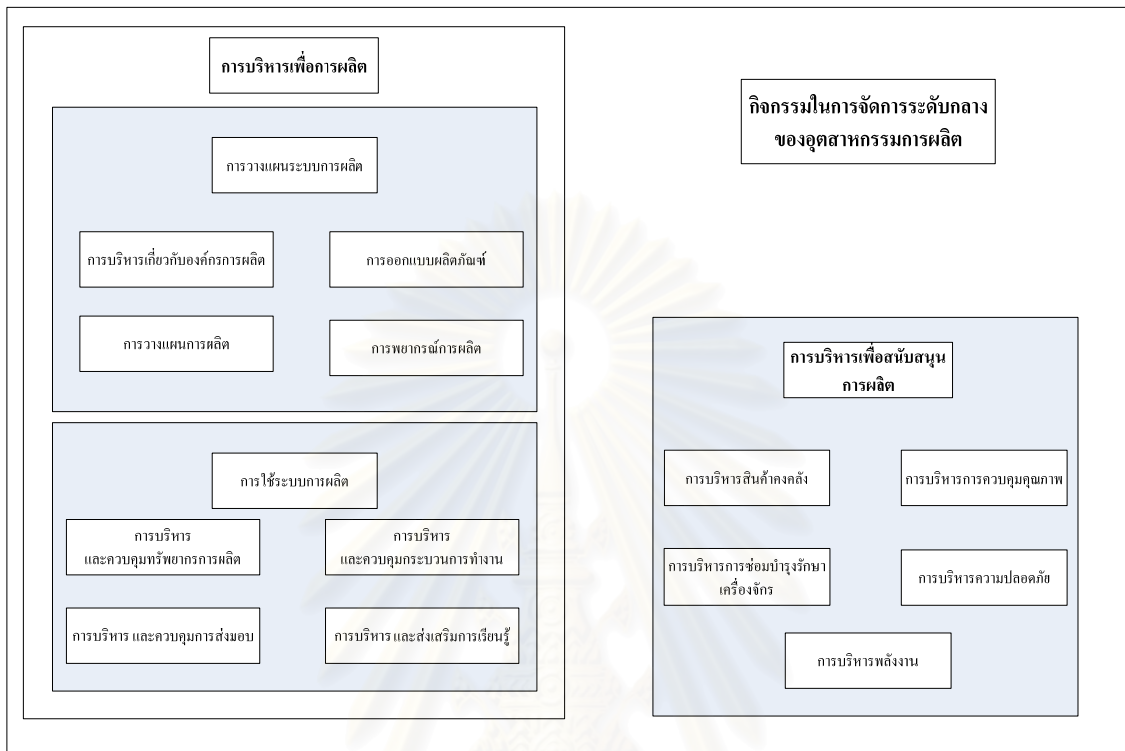 การบริหารเพื่อการผลิต
การวางแผนระบบการผลิต
การบริหารเกี่ยวกับองค์กรการผลิต
การออกแบบผลิตภัณฑ์
การวางแผนการผลิต
การพยากรณ์การผลิต
การใช้ระบบการผลิต
การบริหาร
และควบคุมทรัพยากรการผลิต
การบริหาร
และควบคุมกระบวนการทำงาน
การบริหาร และควบคุมการส่งมอบ
การบริหาร และส่งเสริมการเรียนรู้
กิจกรรมในการจัดการระดับกลาง
ของอุตสาหกรรมการผลิต
การบริหารเพื่อสนับสนุน
การผลิต
การบริหารสินค้าคงคลัง
การบริหารการควบคุมคุณภาพ
การบริหารการซ่อมบำรุงรักษา
เครื่องจักร
การบริหารความปลอดภัย
การบริหารพลังงาน